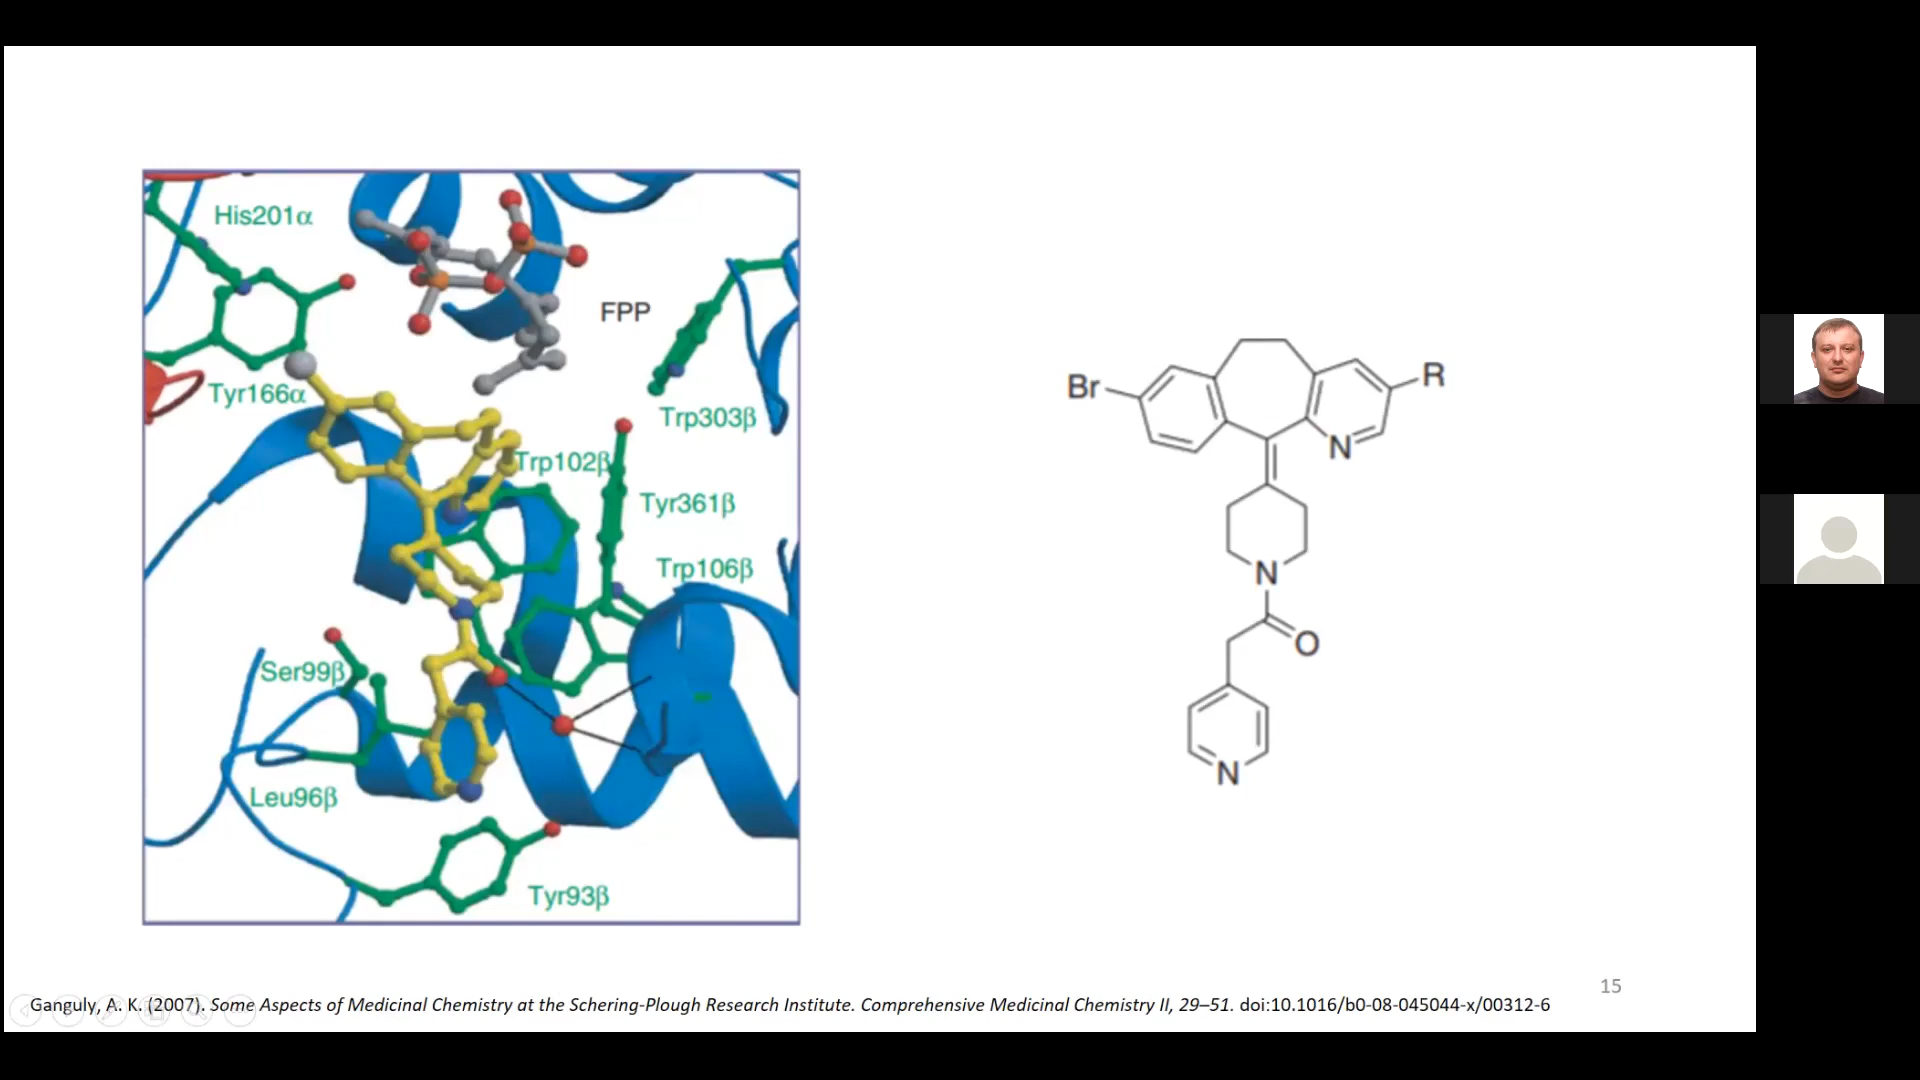 His201α
FPP
Tyr166α
Trp303β
Trp102β
Tyr361β
Trp106β
Ser99β
Leu96β
Tyr93β
Br
R
N
N
O
N
15
Ganguly, A. K. (2007). Some Aspects of Medicinal Chemistry at the Schering-Plough Research Institute. Comprehensive Medicinal Chemistry II, 29–51. doi:10.1016/b0-08-045044-x/00312-6